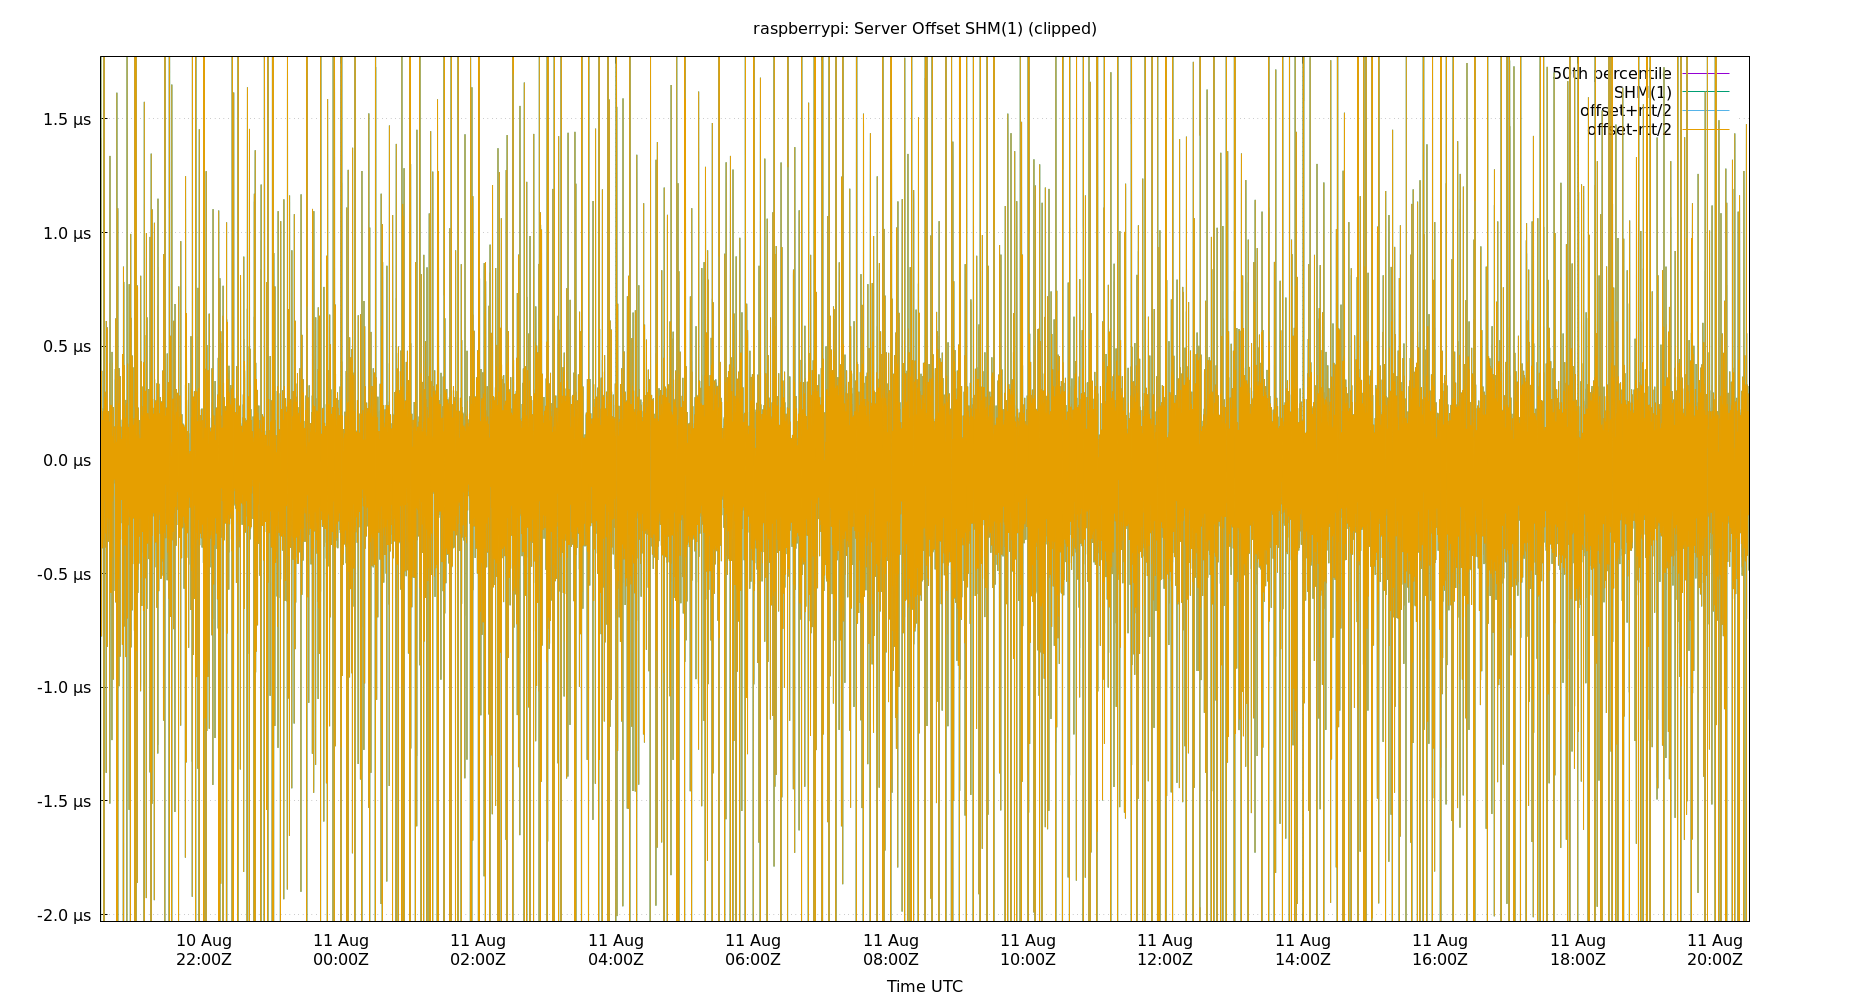 raspberrypi: Server Offset SHM(1) (clipped)
50th percentile
SHM(1)
offset+rtt/2
offset-rtt/2
1.5 µs
1.0 µs
0.5 µs
0.0 µs
-0.5 µs
-1.0 µs
-1.5 µs
-2.0 µs
10 Aug 11 Aug 11 Aug 11 Aug 11 Aug 11 Aug 11 Aug 11 Aug 11 Aug 11 Aug 11 Aug 11 Aug
22:00Z 00:00Z 02:00Z 04:00Z 06:00Z 08:00Z 10:00Z 12:00Z 14:00Z 16:00Z 18:00Z 20:00Z
Time UTC